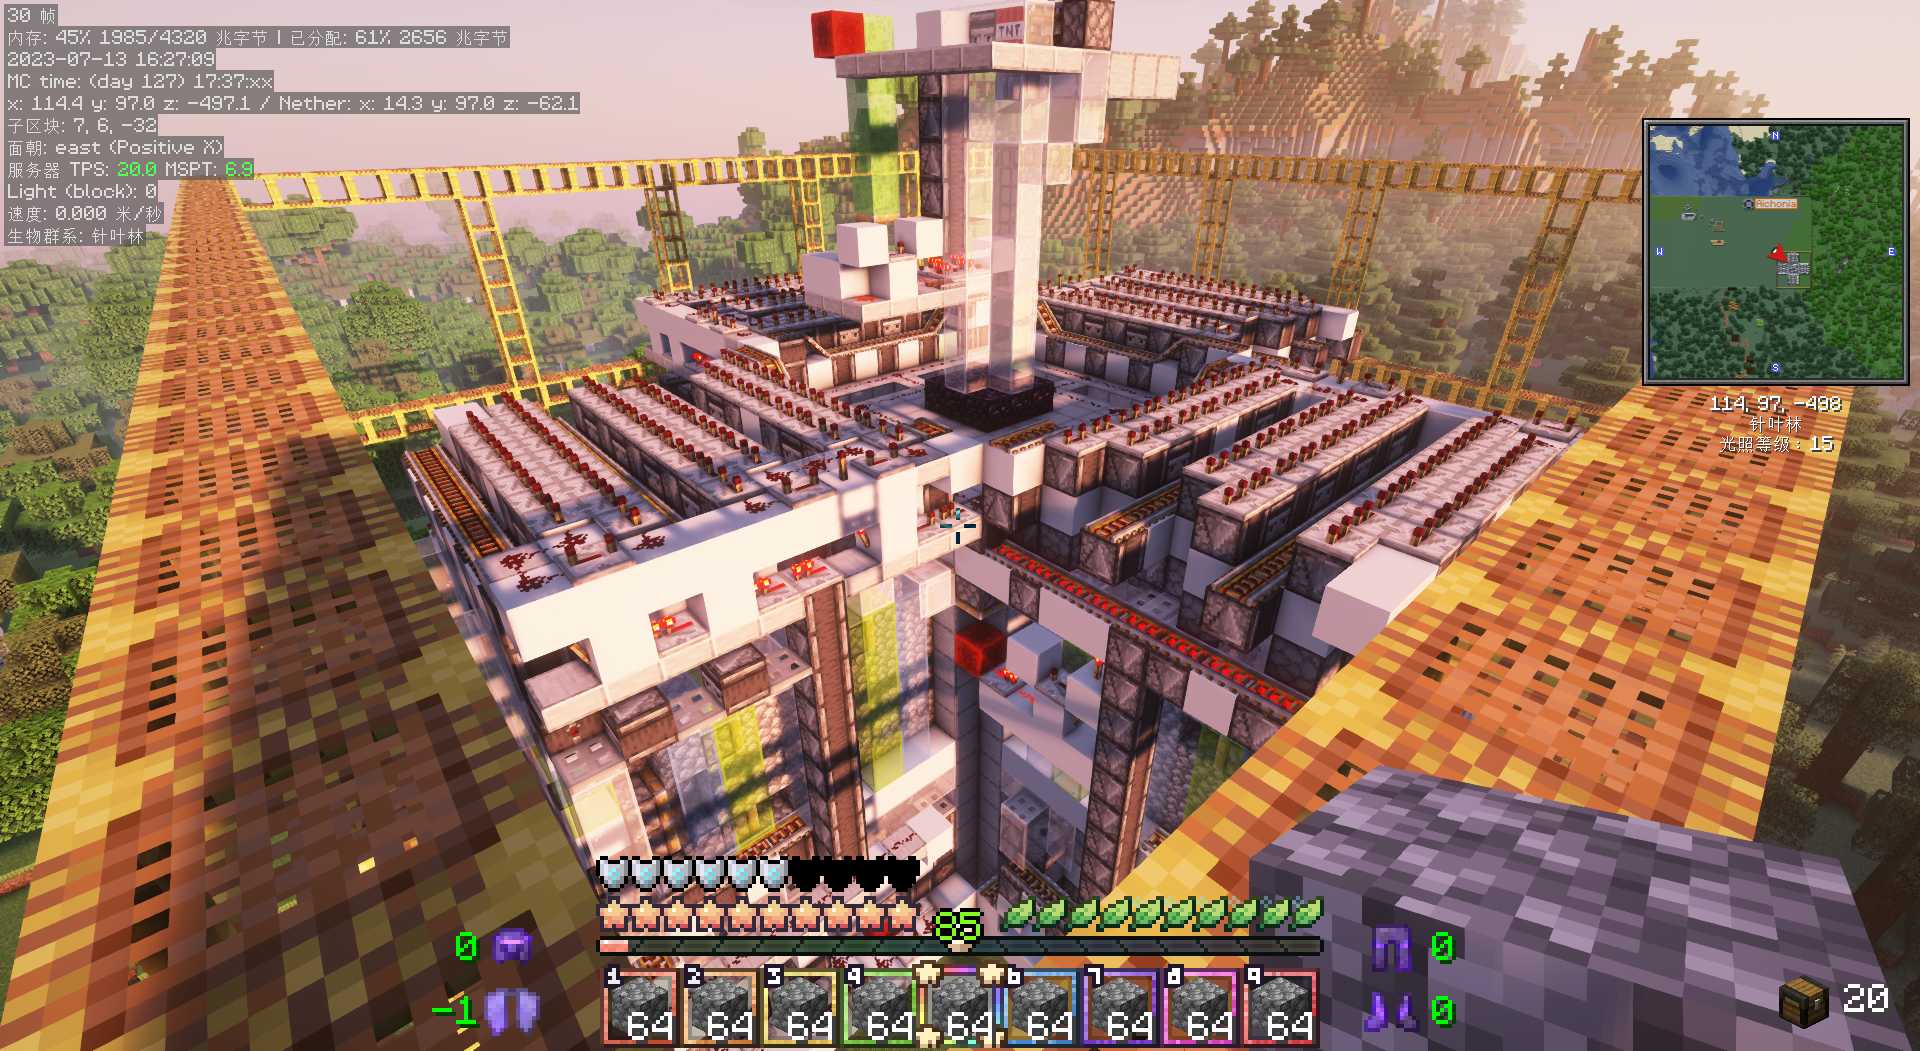 30 帧
内存: 45% 1985/4320 兆字节 | 已分配: 61% 2656 兆字节
2023-07-13 16:27:09
MC time: (day 127) 17:37:xx
x: 114.4 y: 97.0 z: -497.1 / Nether: x: 14.3 y: 97.0 z: -62.1
子区块: 7, 6, -32
面朝: east (Positive X)
服务器 TPS: 20.0 MSPT: 6.9
Light (block): 0
速度: 0.000 米/秒
生物群系: 针叶林
TNT
N
Aichonia
W
E
S
114, 97, -498
针叶林
光照等级: 15
85
0
-1
0
0
1 2 3 4 6 7 8 9
64 64 64 64 64 64 64 64 64
20